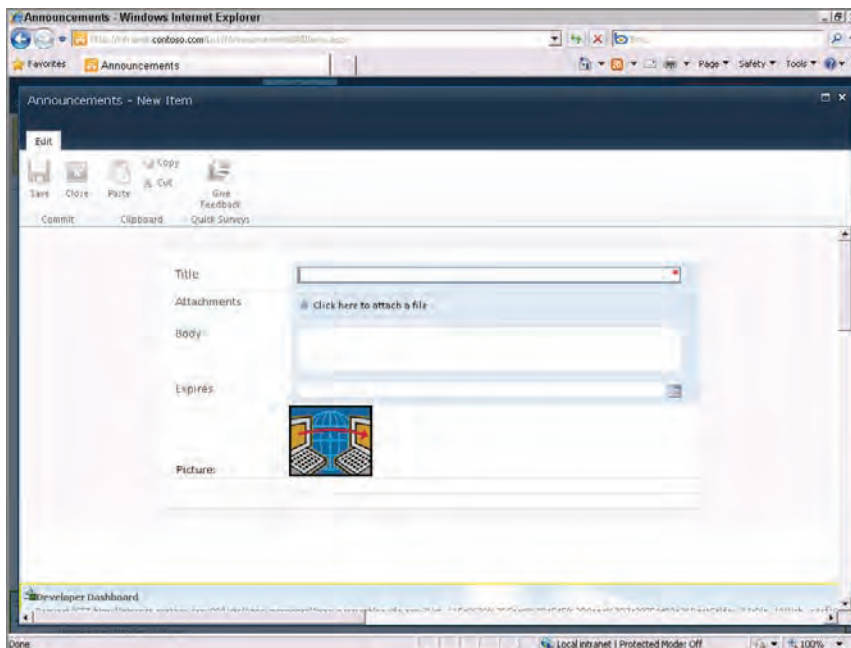 Announcements - Windows Internet Explorer
contoso.com
Favorites Announcements Page Safety Tools
Announcements - New Item
Edit
Save Close Paste Copy Cut Give Feedback
Commit Clipboard Quick Surveys
Title *
Attachments Click here to attach a file
Body
Expires
Picture:
Developer Dashboard
Done Local intranet | Protected Mode: Off 100%